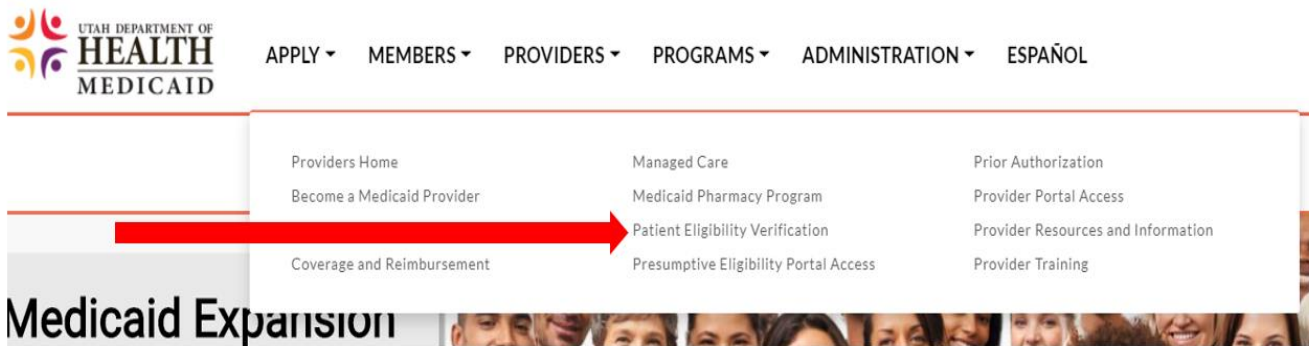 UTAH DEPARTMENT OF
HEALTH
MEDICAID
APPLY MEMBERS PROVIDERS PROGRAMS ADMINISTRATION ESPAÑOL
Providers Home
Become a Medicaid Provider
Coverage and Reimbursement
Managed Care
Medicaid Pharmacy Program
Patient Eligibility Verification
Presumptive Eligibility Portal Access
Prior Authorization
Provider Portal Access
Provider Resources and Information
Provider Training
Medicaid Expansion